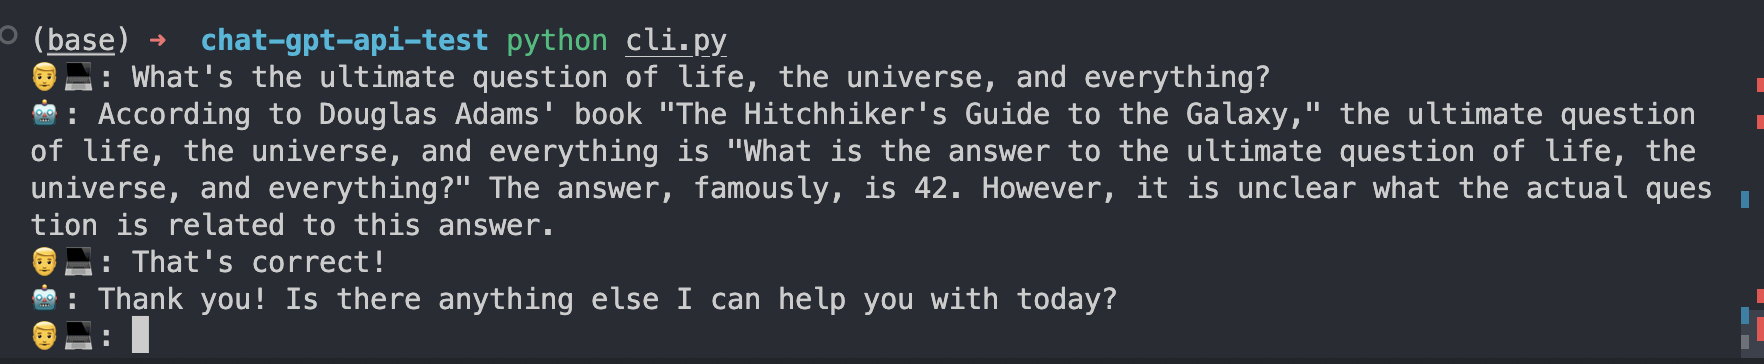 (base) ➜ chat-gpt-api-test python cli.py
👨💻: What's the ultimate question of life, the universe, and everything?
🤖: According to Douglas Adams' book "The Hitchhiker's Guide to the Galaxy," the ultimate question
of life, the universe, and everything is "What is the answer to the ultimate question of life, the
universe, and everything?" The answer, famously, is 42. However, it is unclear what the actual ques
tion is related to this answer.
👨💻: That's correct!
🤖: Thank you! Is there anything else I can help you with today?
👨💻: